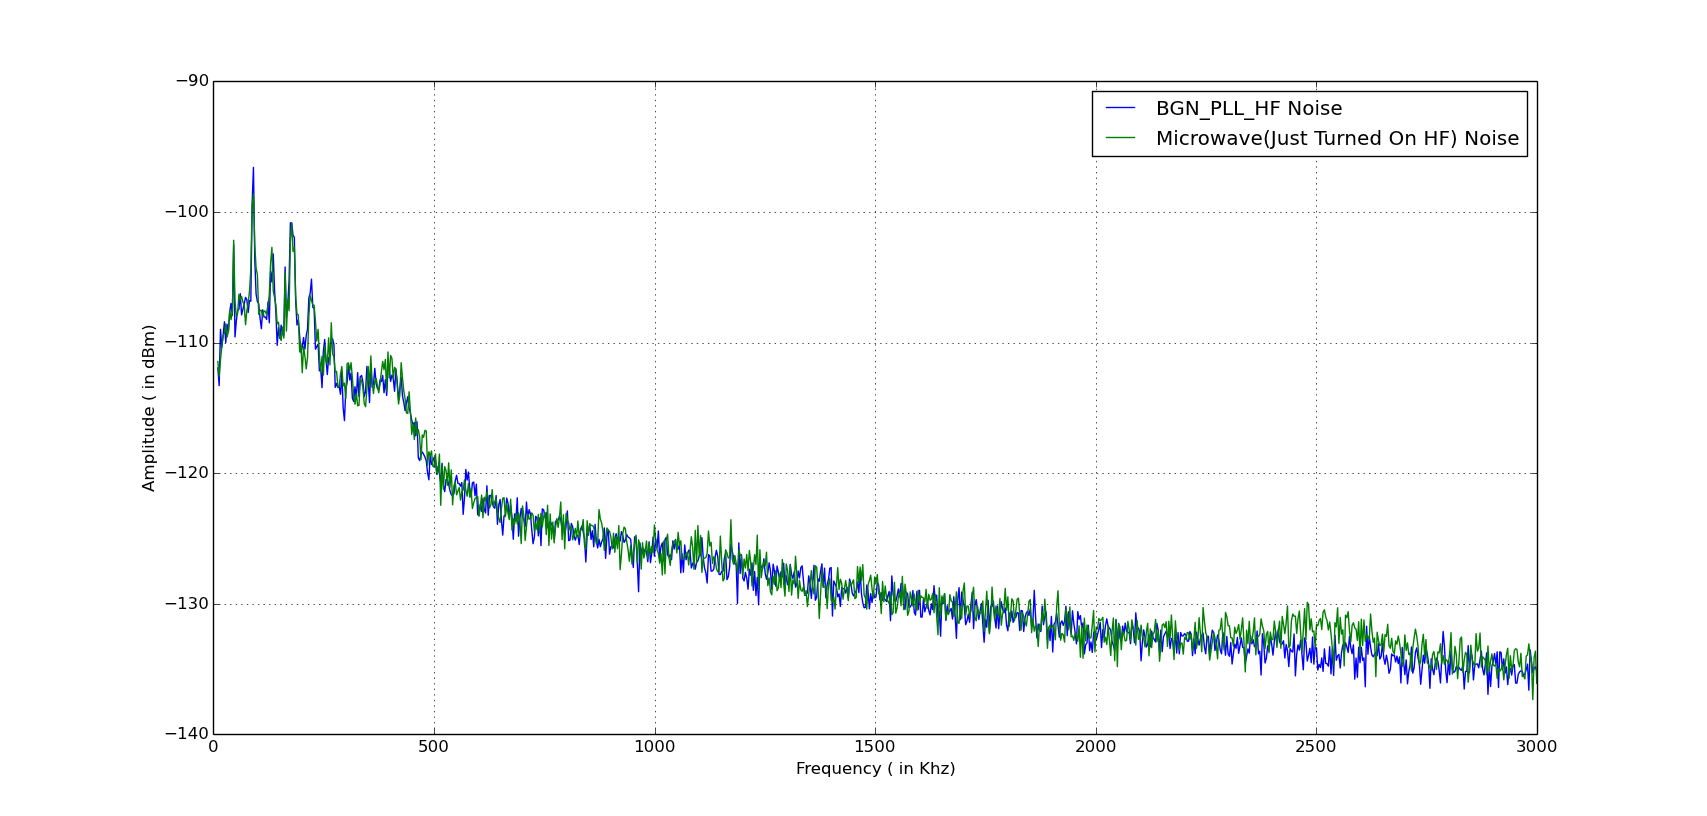 −90
−100
−110
−120
−130
−140
Amplitude ( in dBm)
BGN_PLL_HF Noise
Microwave(Just Turned On HF) Noise
0 500 1000 1500 2000 2500 3000
Frequency ( in Khz)